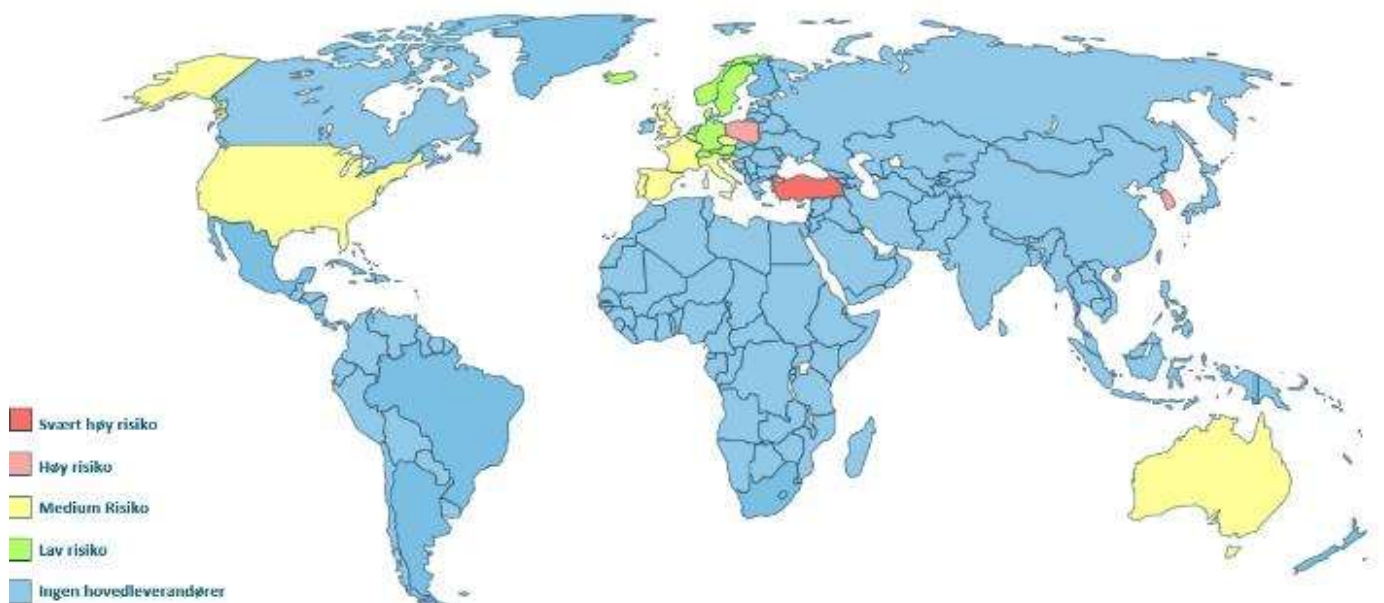 Svært høy risiko
Høy risiko
Medium Risiko
Lav risiko
Ingen hovedleverandører